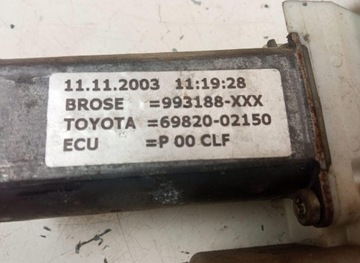 11.11.2003 11:19:28
BROSE =993188-XXX
TOYOTA =69820-02150
ECU =P 00 CLF